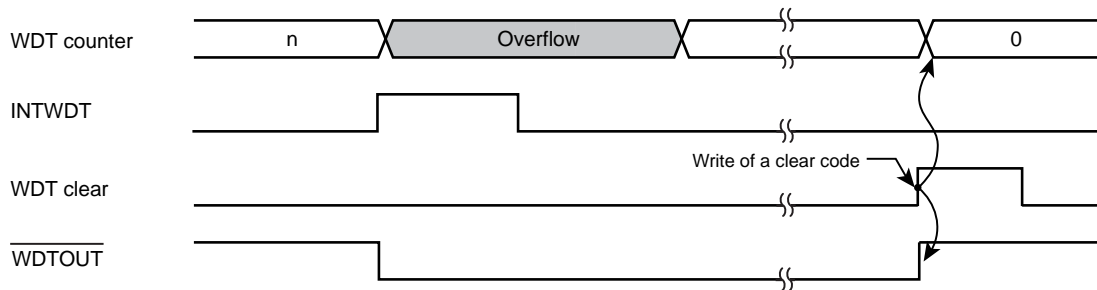 WDT counter
n
Overflow
0
INTWDT
Write of a clear code
WDT clear
WDTOUT